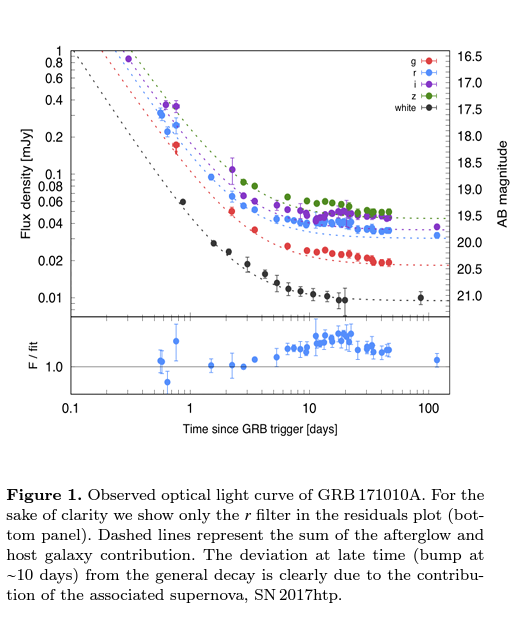 1
0.8
0.6
0.4
0.2
0.1
0.08
0.06
0.04
0.02
0.01
Flux density [mJy]
g
r
i
z
white
16.5
17.0
17.5
18.0
18.5
19.0
19.5
20.0
20.5
21.0
AB magnitude
1.0
F / fit
0.1 1 10 100
Time since GRB trigger [days]
Figure 1. Observed optical light curve of GRB 171010A. For the
sake of clarity we show only the r filter in the residuals plot (bot-
tom panel). Dashed lines represent the sum of the afterglow and
host galaxy contribution. The deviation at late time (bump at
~10 days) from the general decay is clearly due to the contribu-
tion of the associated supernova, SN 2017htp.